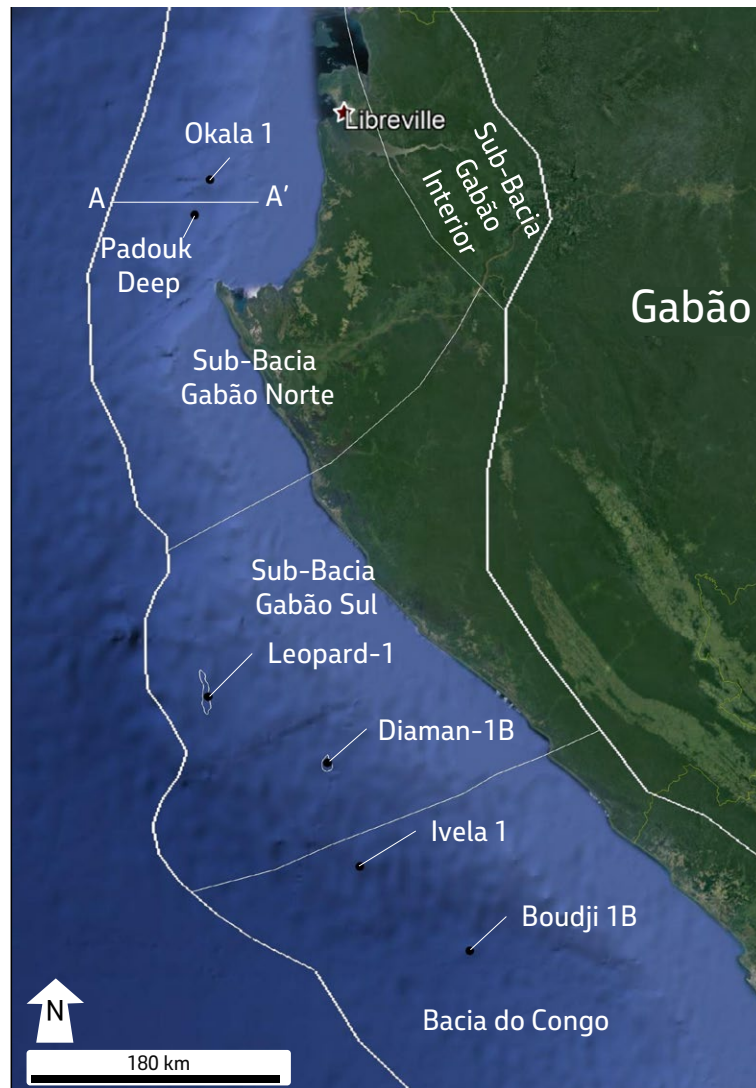 Libreville
Okala 1
A
A’
Padouk
Deep
Sub-Bacia
Gabão
Interior
Gabão
Sub-Bacia
Gabão Norte
Sub-Bacia
Gabão Sul
Leopard-1
Diaman-1B
Ivela 1
Boudji 1B
Bacia do Congo
N
180 km